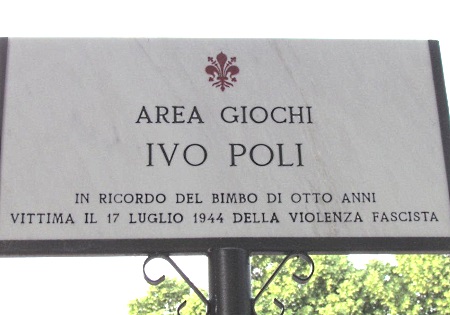 AREA GIOCHI
IVO POLI
IN RICORDO DEL BIMBO DI OTTO ANNI
VITTIMA IL 17 LUGLIO 1944 DELLA VIOLENZA FASCISTA